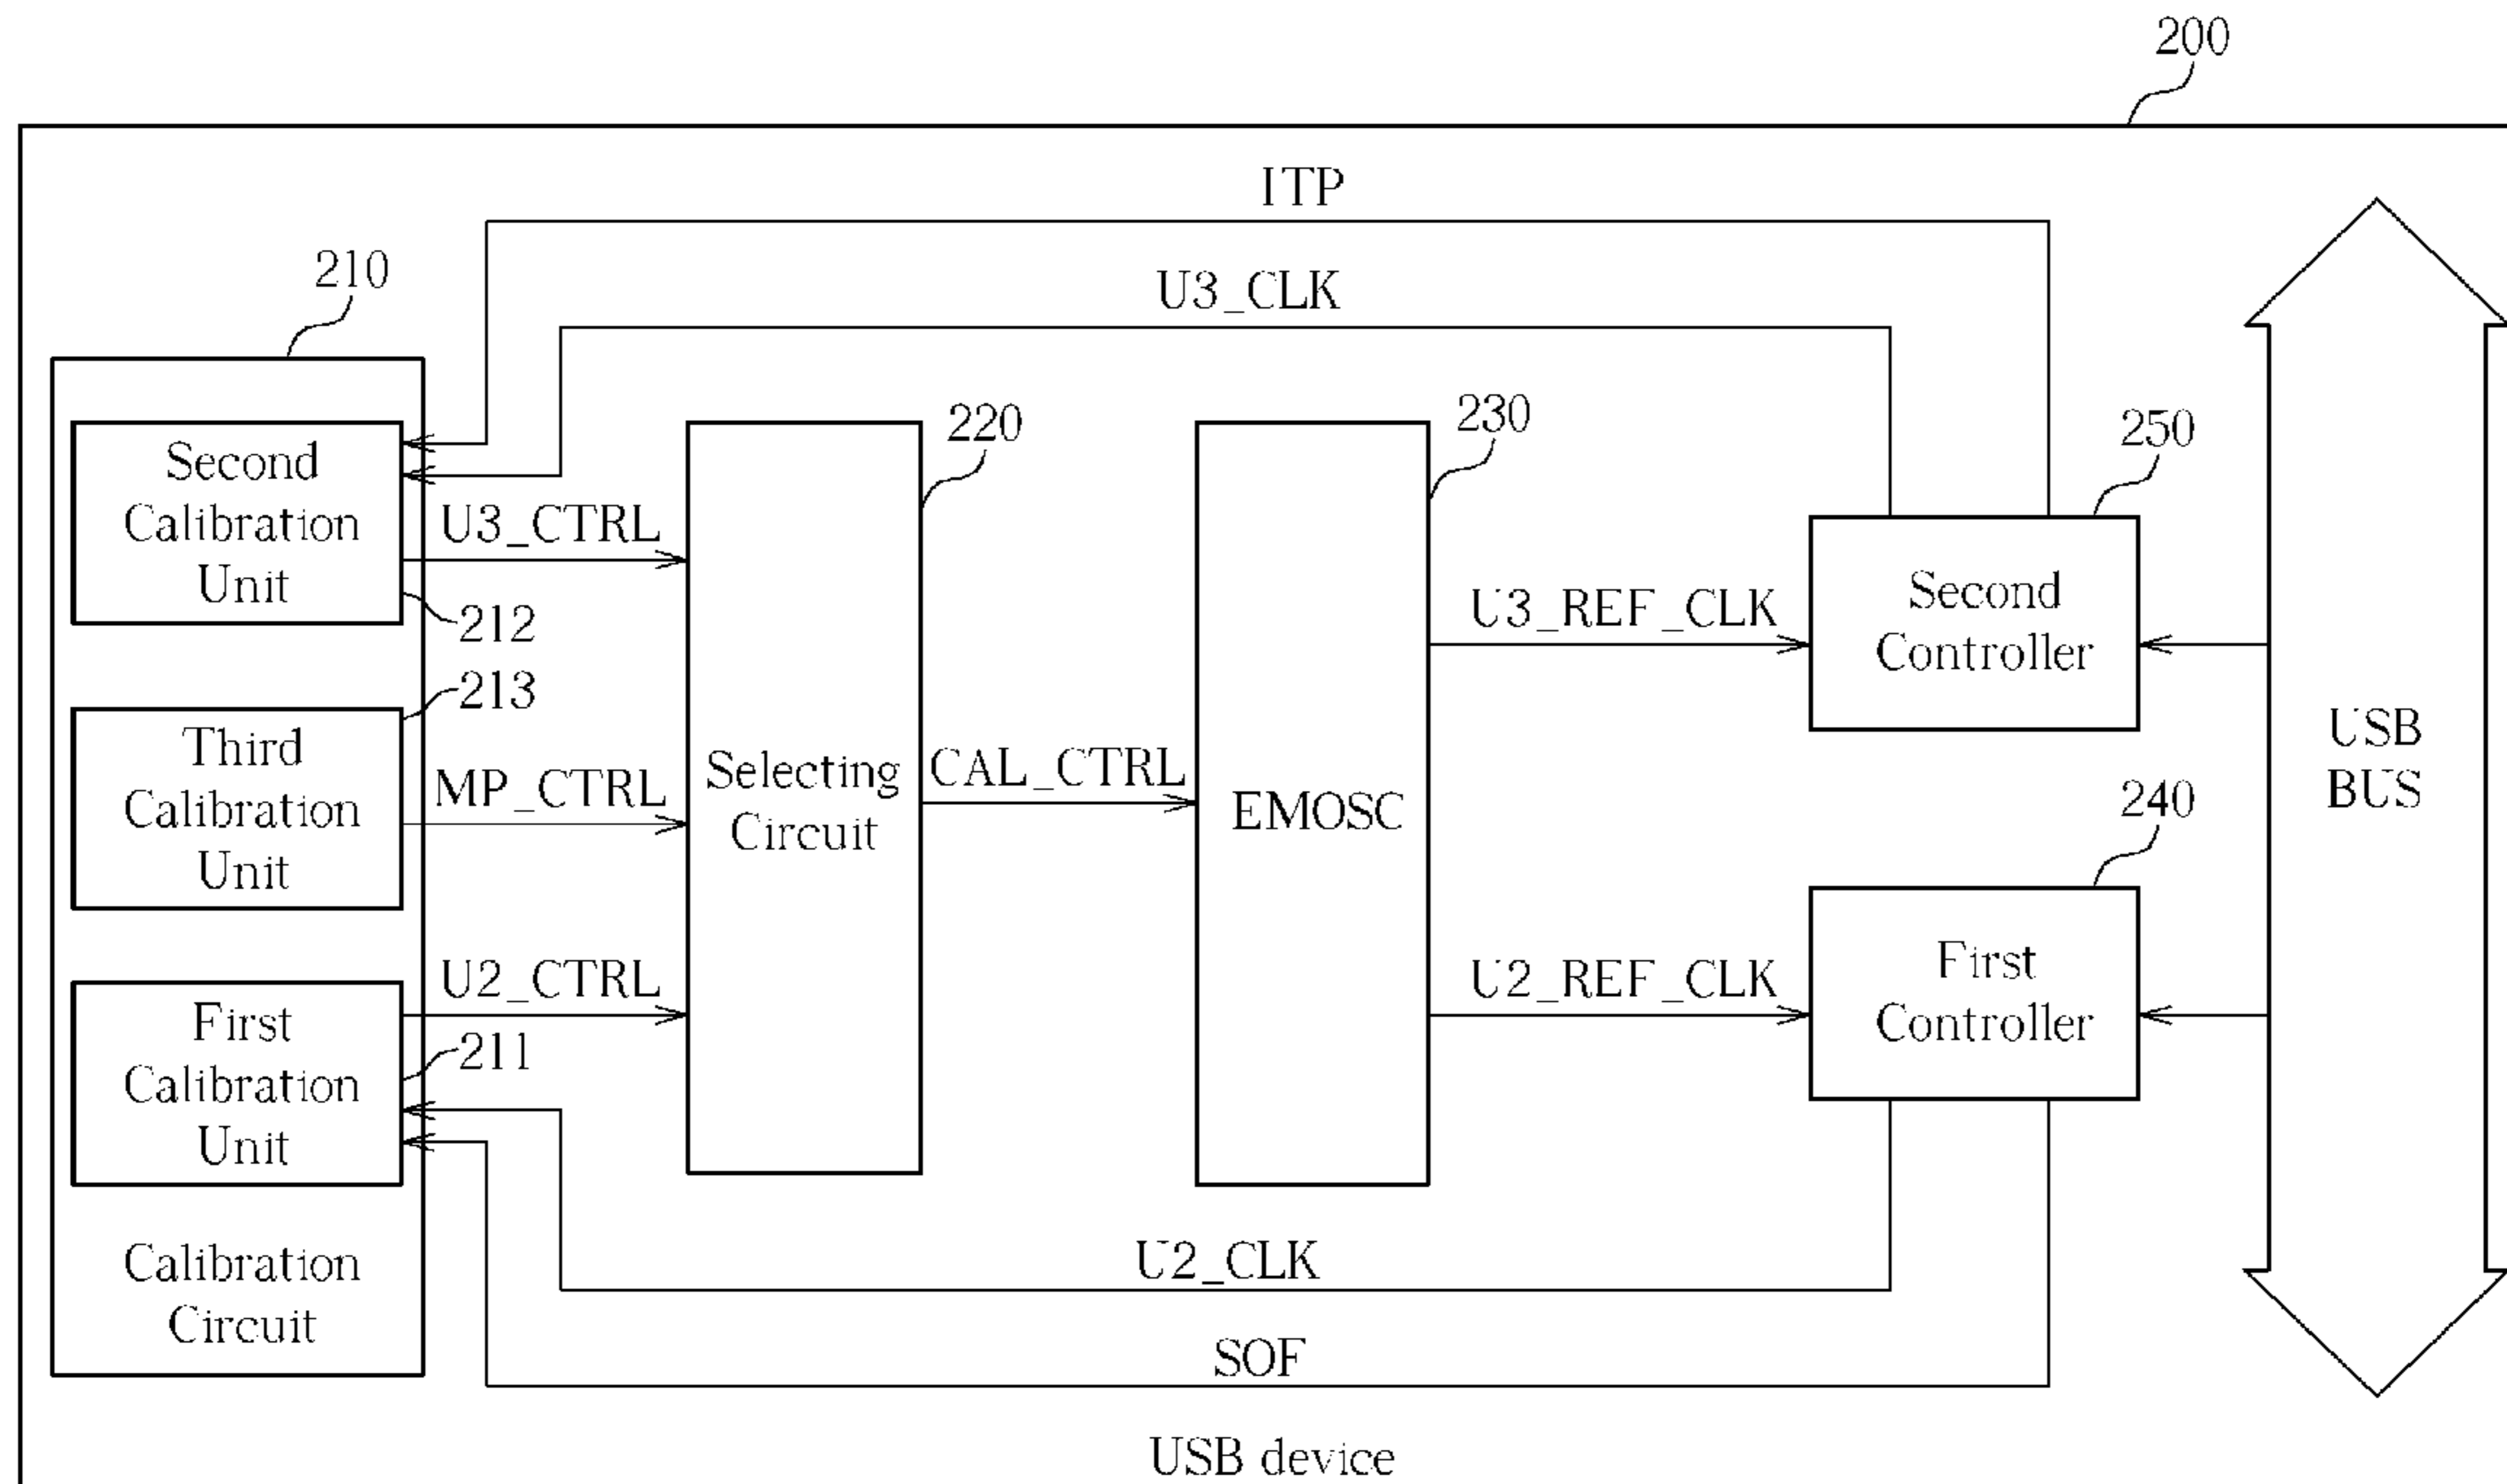 200
ITP
U3_CLK
210
220
230
250
Second
Calibration
Unit
U3_CTRL
212
U3_REF_CLK
Second
Controller
213
Third
Calibration
Unit
MP_CTRL
Selecting
Circuit
CAL_CTRL
EMOSC
USB
BUS
240
U2_CTRL
First
Calibration
Unit
211
U2_REF_CLK
First
Controller
Calibration
Circuit
U2_CLK
SOF
USB device